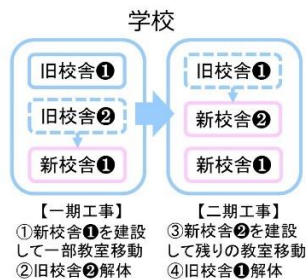 学校
旧校舎❶
旧校舎❷
新校舎❶
旧校舎❶
新校舎❷
新校舎❶
【一期工事】
①新校舎❶を建設
して一部教室移動
②旧校舎❷解体
【二期工事】
③新校舎❷を建設
して残りの教室移動
④旧校舎❶解体